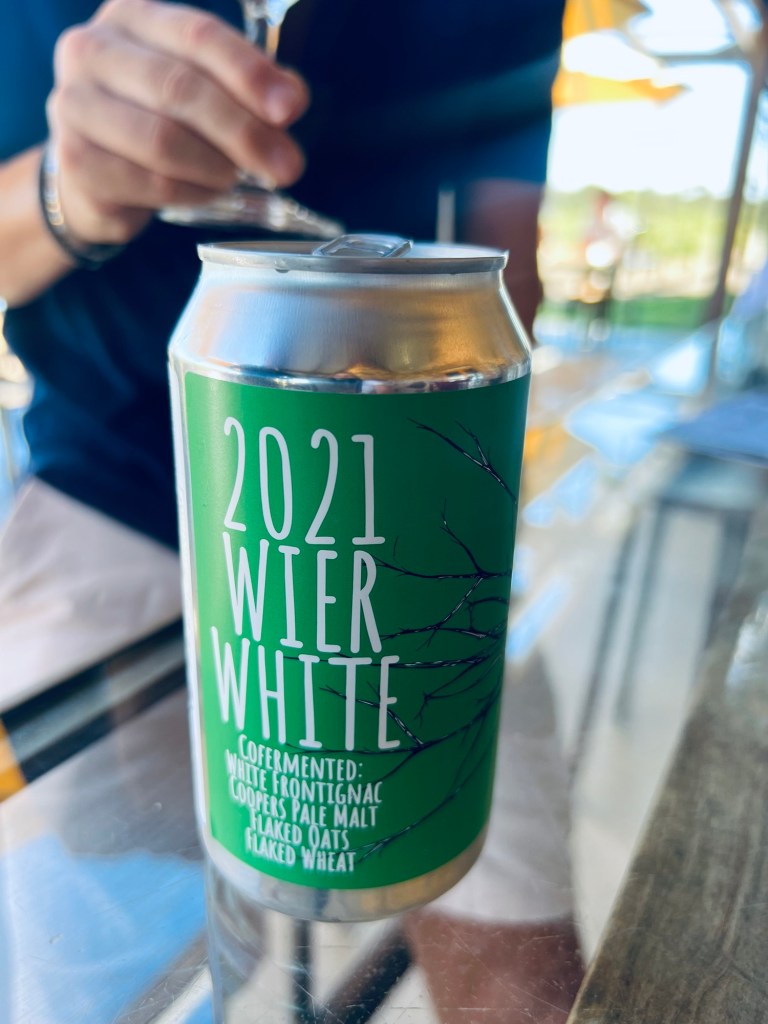 2021
WIER
WHITE
COFERMENTED:
WHITE FRONTIGNAC
COOPERS PALE MALT
FLAKED OATS
FLAKED WHEAT